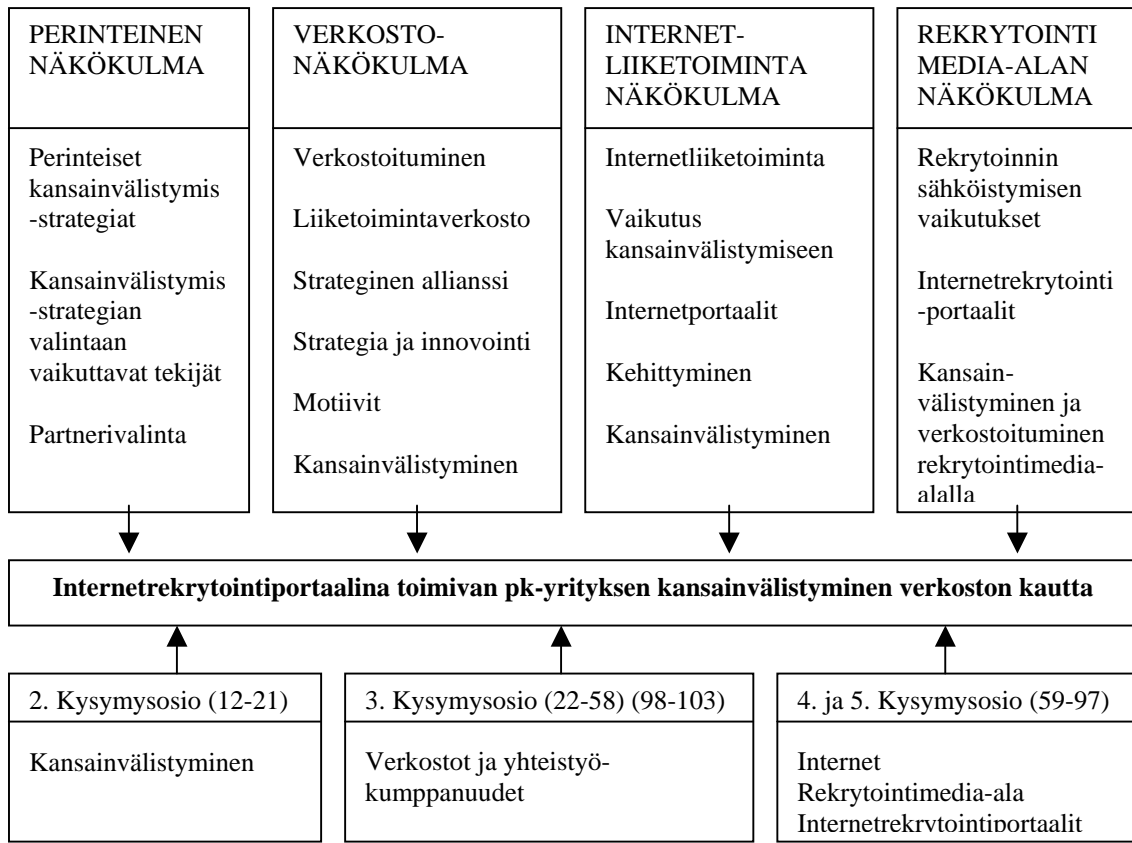 PERINTEINEN
NÄKÖKULMA
Perinteiset
kansainvälistymis
-strategiat
Kansainvälistymis
-strategian
valintaan
vaikuttavat tekijät
Partnerivalinta
VERKOSTO-
NÄKÖKULMA
Verkostoituminen
Liiketoimintaverkosto
Strateginen allianssi
Strategia ja innovointi
Motiivit
Kansainvälistyminen
INTERNET-
LIIKETOIMINTA
NÄKÖKULMA
Internetliiketoiminta
Vaikutus
kansainvälistymiseen
Internetportaalit
Kehittyminen
Kansainvälistyminen
REKRYTOINTI
MEDIA-ALAN
NÄKÖKULMA
Rekrytoinnin
sähköistymisen
vaikutukset
Internetrekrytointi
-portaalit
Kansain-
välistyminen ja
verkostoituminen
rekrytointimedia-
alalla
Internetrekrytointiportaalina toimivan pk-yrityksen kansainvälistyminen verkoston kautta
2. Kysymysosio (12-21)
Kansainvälistyminen
3. Kysymysosio (22-58) (98-103)
Verkostot ja yhteistyö-
kumppanuudet
4. ja 5. Kysymysosio (59-97)
Internet
Rekrytointimedia-ala
Internetrekrytointiportaalit